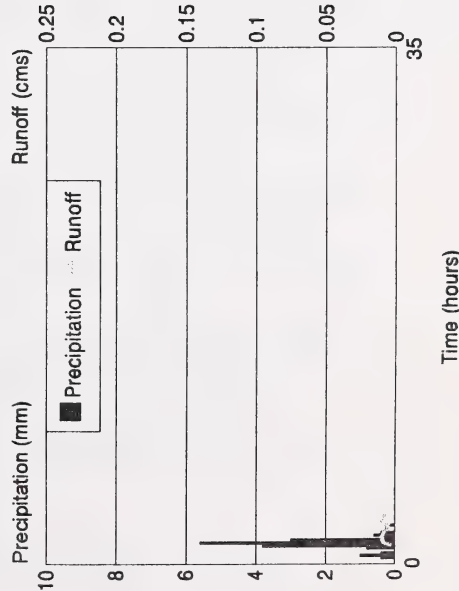 Precipitation (mm) Runoff (cms)
10 0.25
Precipitation Runoff
8 0.2
6 0.15
4 0.1
2 0.05
0 0
0 35
Time (hours)